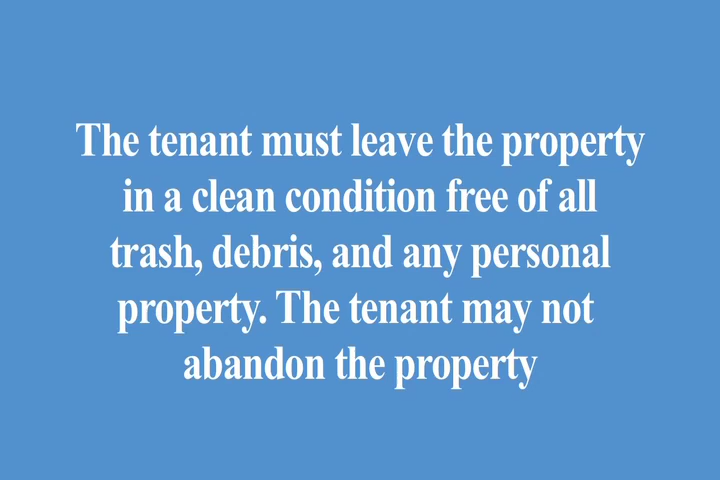 The tenant must leave the property
in a clean condition free of all
trash, debris, and any personal
property. The tenant may not
abandon the property